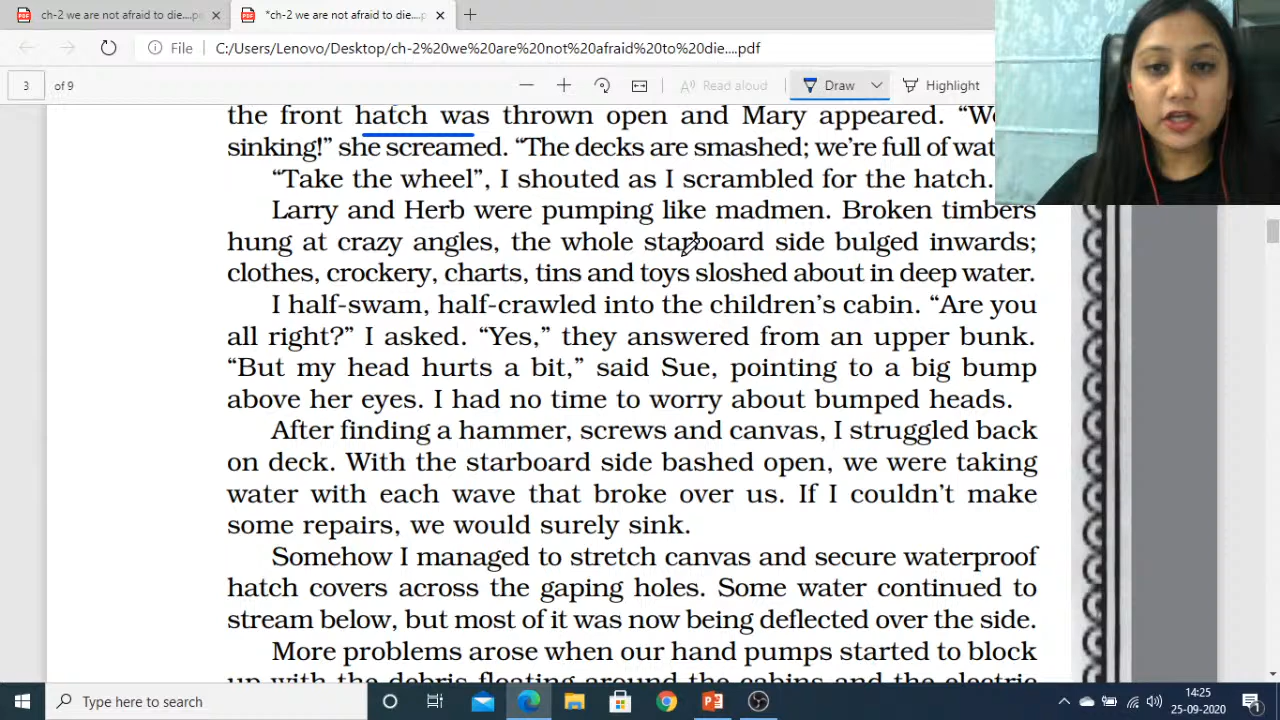 ch-2 we are not afraid to die....p
*ch-2 we are not afraid to die....p
File C:/Users/Lenovo/Desktop/ch-2%20we%20are%20not%20afraid%20to%20die....pdf
3 of 9 Read aloud Draw Highlight
the front hatch was thrown open and Mary appeared.
sinking!” she screamed. “The decks are smashed; we’re full of
“Take the wheel”, I shouted as I scrambled for the hatch.
Larry and Herb were pumping like madmen. Broken timbers
hung at crazy angles, the whole starboard side bulged inwards;
clothes, crockery, charts, tins and toys sloshed about in deep water.
I half-swam, half-crawled into the children’s cabin. “Are you
all right?” I asked. “Yes,” they answered from an upper bunk.
“But my head hurts a bit,” said Sue, pointing to a big bump
above her eyes. I had no time to worry about bumped heads.
After finding a hammer, screws and canvas, I struggled back
on deck. With the starboard side bashed open, we were taking
water with each wave that broke over us. If I couldn’t make
some repairs, we would surely sink.
Somehow I managed to stretch canvas and secure waterproof
hatch covers across the gaping holes. Some water continued to
stream below, but most of it was now being deflected over the side.
More problems arose when our hand pumps started to block
up with the debris floating around the cabins and the electric
Type here to search
14:25
25-09-2020